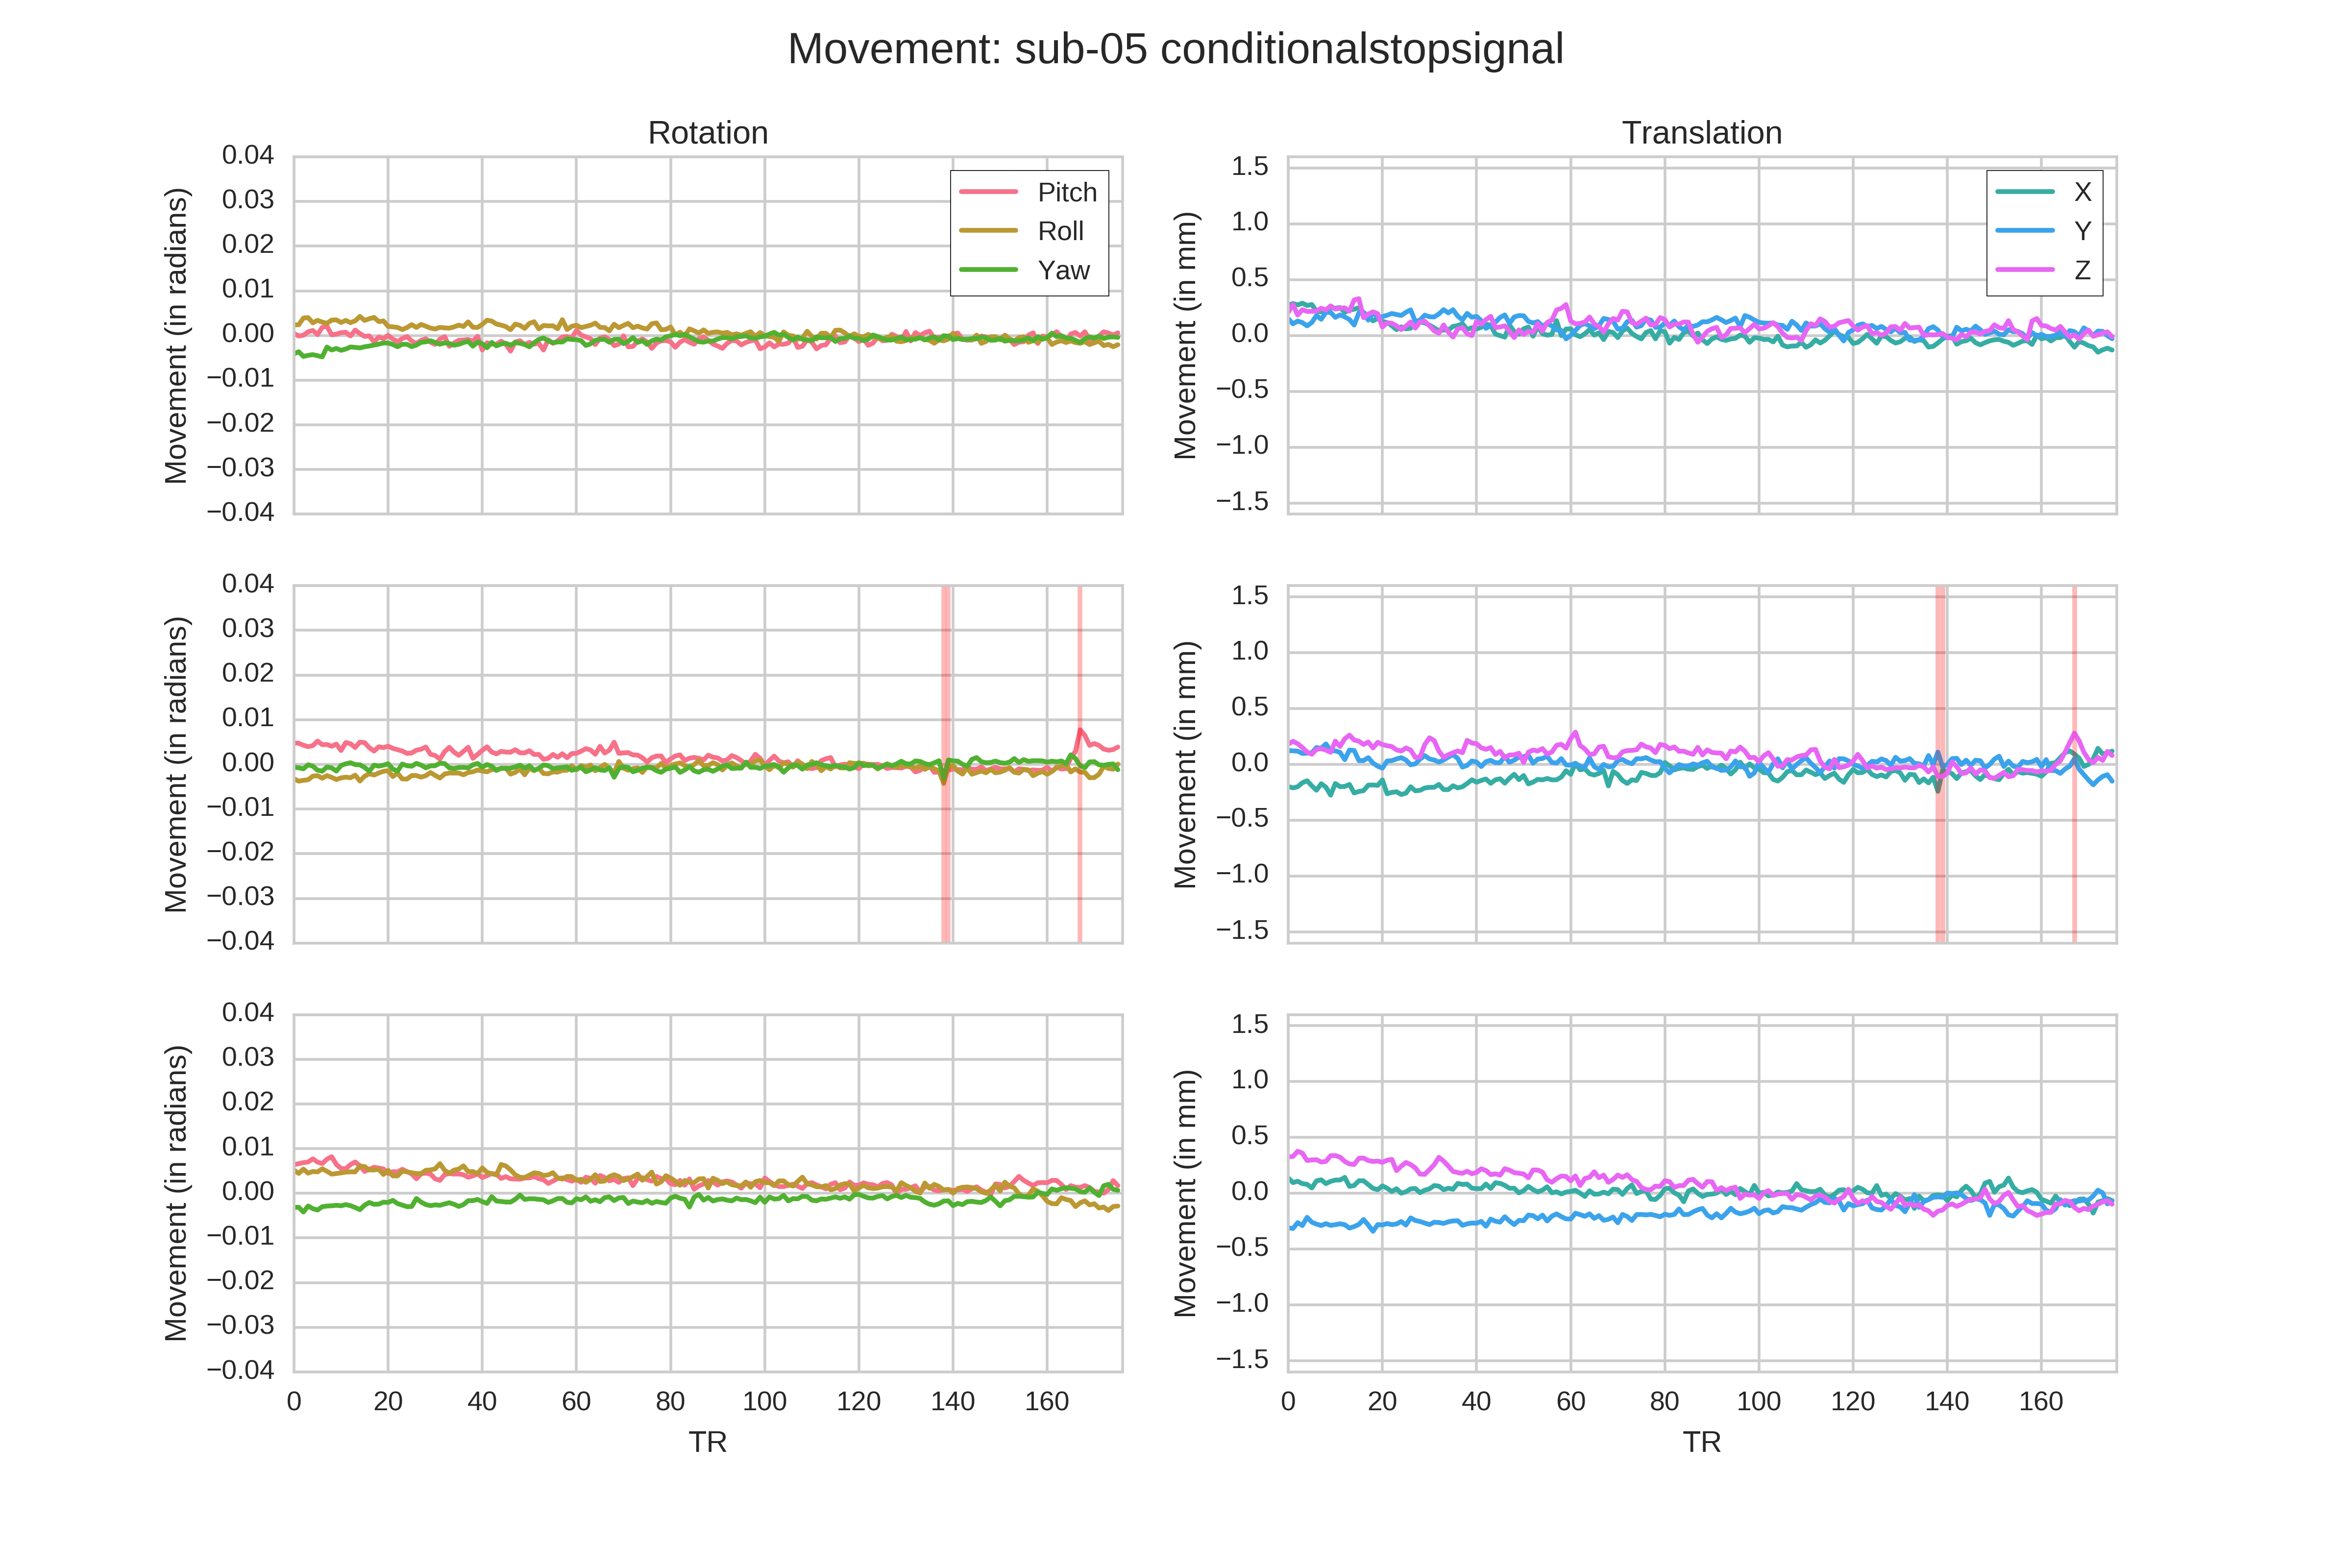 Movement: sub-05 conditionalstopsignal
Rotation
Translation
Movement (in radians)
0.04
0.03
0.02
0.01
0.00
−0.01
−0.02
−0.03
−0.04
Pitch
Roll
Yaw
Movement (in mm)
1.5
1.0
0.5
0.0
−0.5
−1.0
−1.5
X
Y
Z
Movement (in radians)
0.04
0.03
0.02
0.01
0.00
−0.01
−0.02
−0.03
−0.04
Movement (in mm)
1.5
1.0
0.5
0.0
−0.5
−1.0
−1.5
Movement (in radians)
0.04
0.03
0.02
0.01
0.00
−0.01
−0.02
−0.03
−0.04
0 20 40 60 80 100 120 140 160
TR
Movement (in mm)
1.5
1.0
0.5
0.0
−0.5
−1.0
−1.5
0 20 40 60 80 100 120 140 160
TR